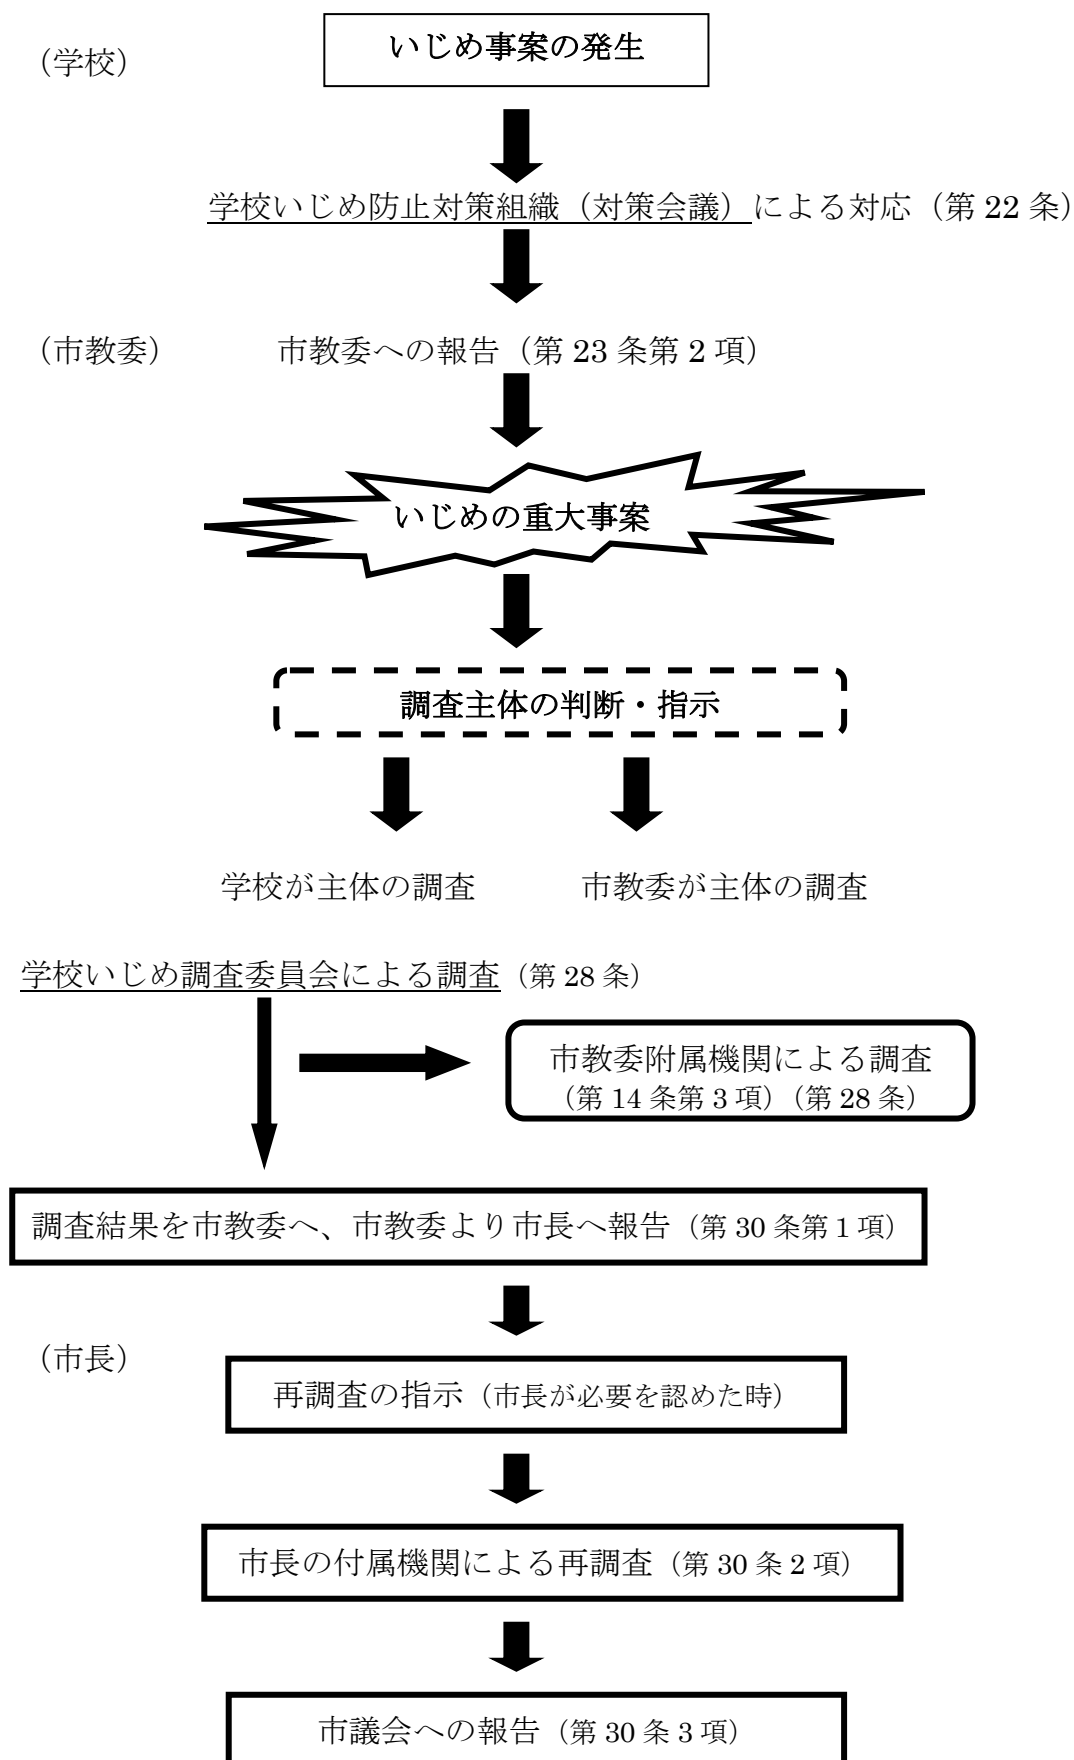 いじめ事案の発生
（学校）
学校いじめ防止対策組織（対策会議）による対応（第 22 条）
（市教委） 市教委への報告（第 23 条第 2 項）
いじめの重大事案
調査主体の判断・指示
学校が主体の調査 市教委が主体の調査
学校いじめ調査委員会による調査（第 28 条）
市教委附属機関による調査
（第 14 条第 3 項）（第 28 条）
調査結果を市教委へ、市教委より市長へ報告（第 30 条第 1 項）
（市長）
再調査の指示（市長が必要を認めた時）
市長の付属機関による再調査（第 30 条 2 項）
市議会への報告（第 30 条 3 項）